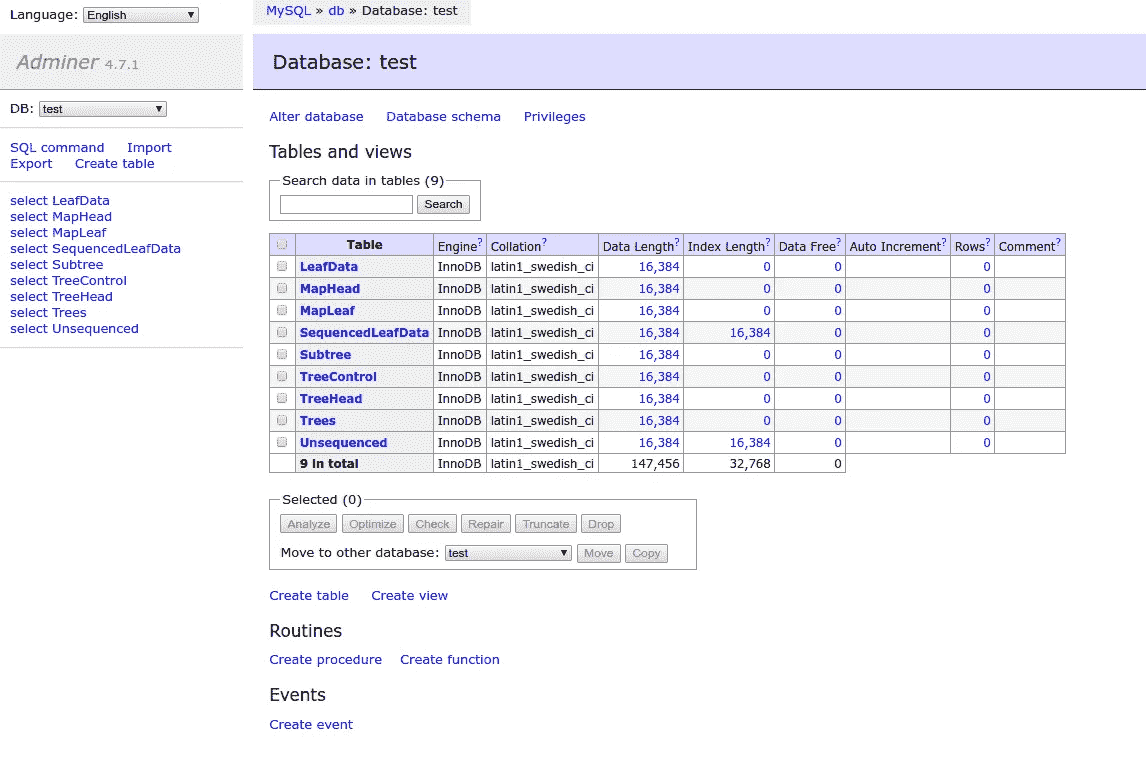 Language: English
MySQL » db » Database: test
Adminer 4.7.1
Database: test
DB: test
SQL command Import
Export Create table
select LeafData
select MapHead
select MapLeaf
select SequencedLeafData
select Subtree
select TreeControl
select TreeHead
select Trees
select Unsequenced
Alter database Database schema Privileges
Tables and views
Search data in tables (9)
Search
Table Engine? Collation? Data Length? Index Length? Data Free? Auto Increment? Rows? Comment?
LeafData InnoDB latin1_swedish_ci 16,384 0 0 0
MapHead InnoDB latin1_swedish_ci 16,384 0 0 0
MapLeaf InnoDB latin1_swedish_ci 16,384 0 0 0
SequencedLeafData InnoDB latin1_swedish_ci 16,384 16,384 0 0
Subtree InnoDB latin1_swedish_ci 16,384 0 0 0
TreeControl InnoDB latin1_swedish_ci 16,384 0 0 0
TreeHead InnoDB latin1_swedish_ci 16,384 0 0 0
Trees InnoDB latin1_swedish_ci 16,384 0 0 0
Unsequenced InnoDB latin1_swedish_ci 16,384 16,384 0 0
9 in total InnoDB latin1_swedish_ci 147,456 32,768 0
Selected (0)
Analyze Optimize Check Repair Truncate Drop
Move to other database: test Move Copy
Create table Create view
Routines
Create procedure Create function
Events
Create event